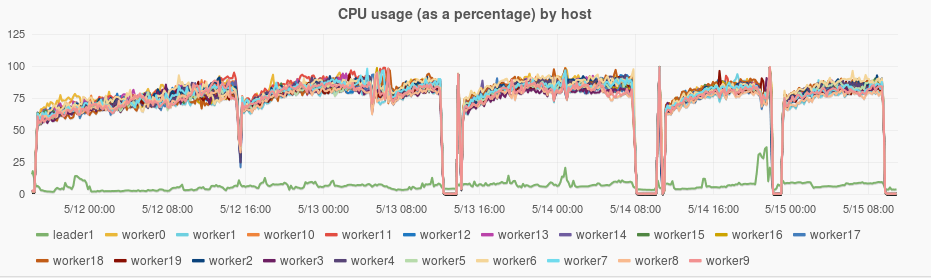 CPU usage (as a percentage) by host
125
100
75
50
25
0
5/12 00:00 5/12 08:00 5/12 16:00 5/13 00:00 5/13 08:00 5/13 16:00 5/14 00:00 5/14 08:00 5/14 16:00 5/15 00:00 5/15 08:00
leader1 worker0 worker1 worker10 worker11 worker12 worker13 worker14 worker15 worker16 worker17
worker18 worker19 worker2 worker3 worker4 worker5 worker6 worker7 worker8 worker9